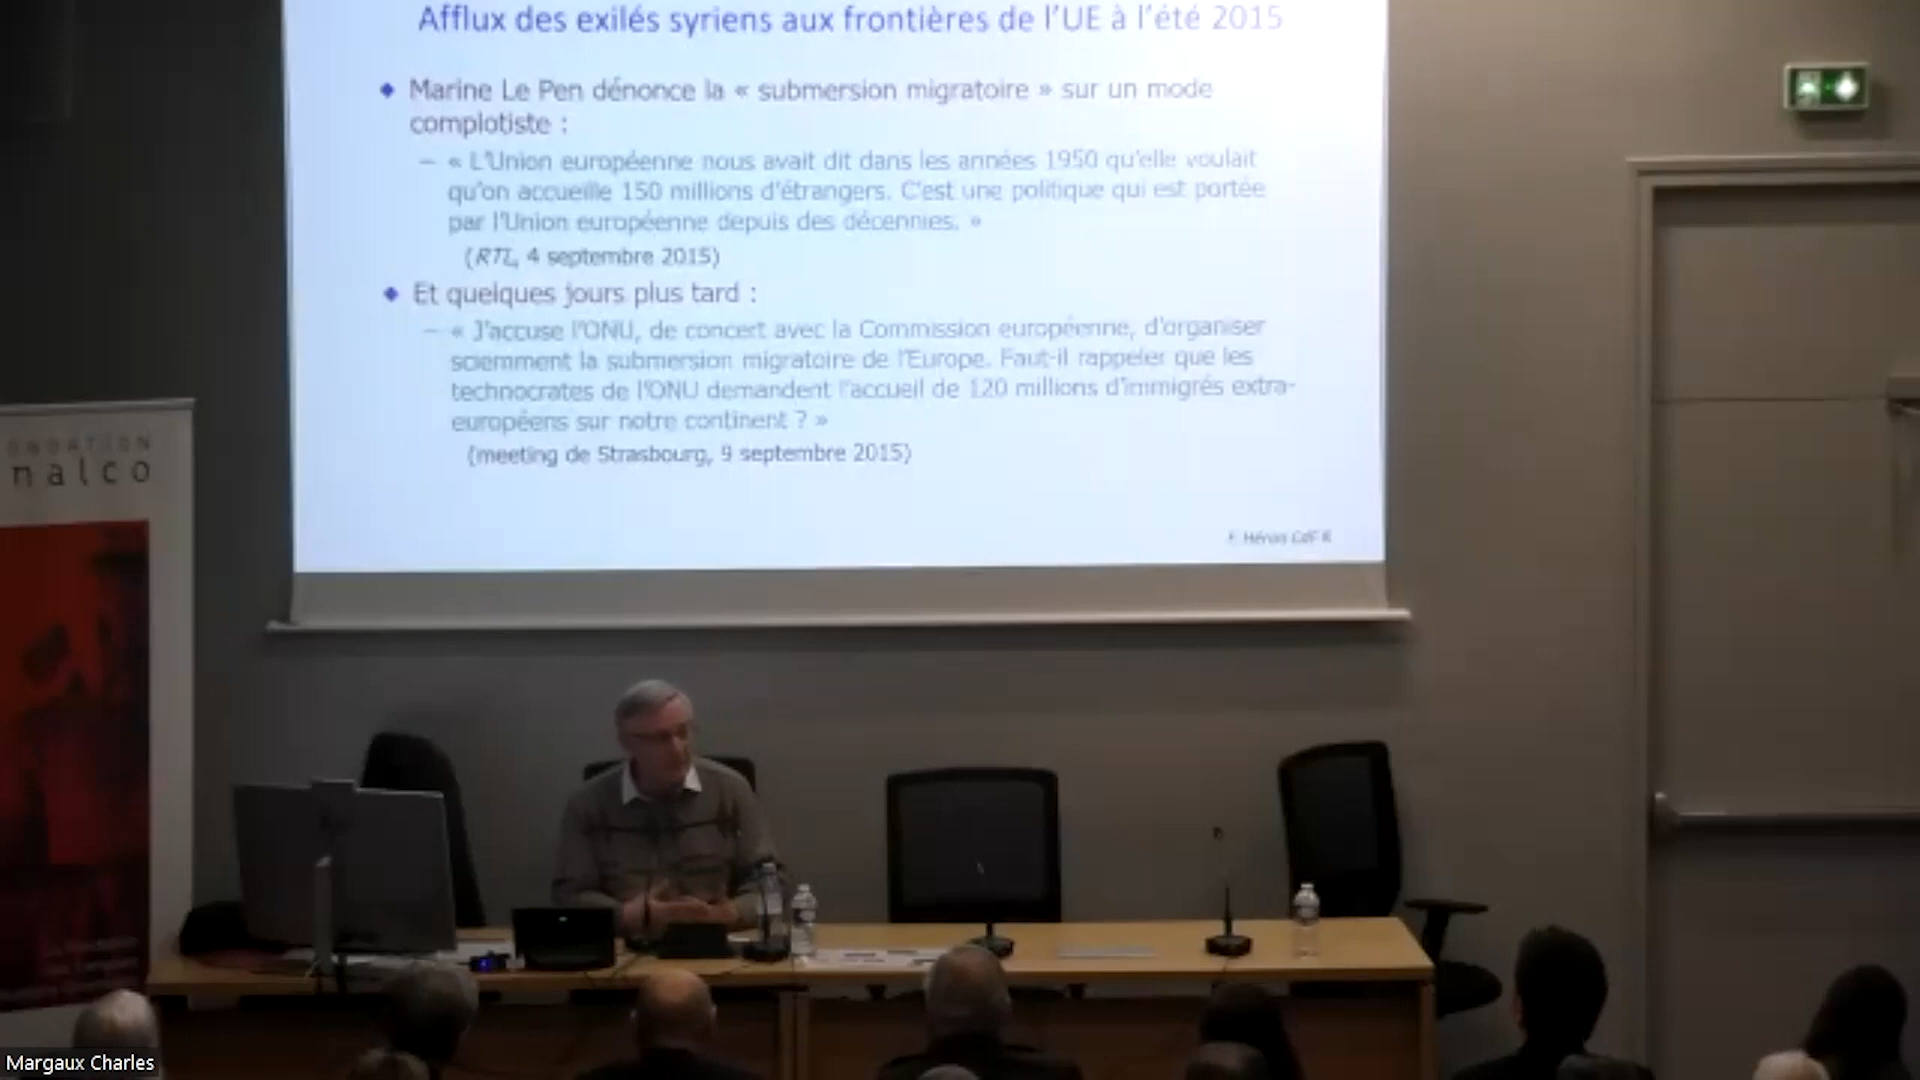 Afflux des exilés syriens aux frontières de l'UE à l'été 2015
◆ Marine Le Pen dénonce la « submersion migratoire » sur un mode
complotiste :
– « L'Union européenne nous avait dit dans les années 1950 qu'elle voulait
qu'on accueille 150 millions d'étrangers. C'est une politique qui est portée
par l'Union européenne depuis des décennies. »
(RTL, 4 septembre 2015)
◆ Et quelques jours plus tard :
– « J'accuse l'ONU, de concert avec la Commission européenne, d'organiser
sciemment la submersion migratoire de l'Europe. Faut-il rappeler que les
technocrates de l'ONU demandent l'accueil de 120 millions d'immigrés extra-
européens sur notre continent ? »
(meeting de Strasbourg, 9 septembre 2015)
F. Héran CdF
ONDATION
nalco
Margaux Charles